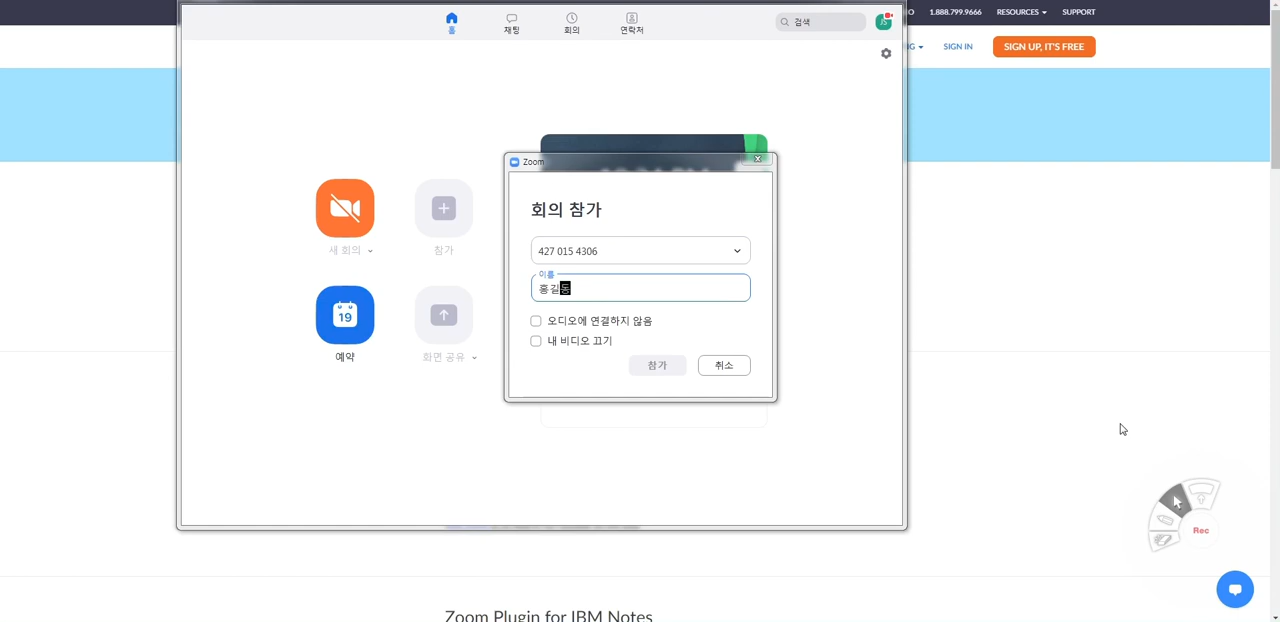 1.888.799.9666 RESOURCES SUPPORT
홈 채팅 회의 연락처 검색 JS
SIGN IN SIGN UP, IT'S FREE
Zoom
회의 참가
새 회의 참가
427 015 4306
이름
홍길동
19
오디오에 연결하지 않음
내 비디오 끄기
예약 화면 공유
참가 취소
Rec
Zoom Plugin for IBM Notes